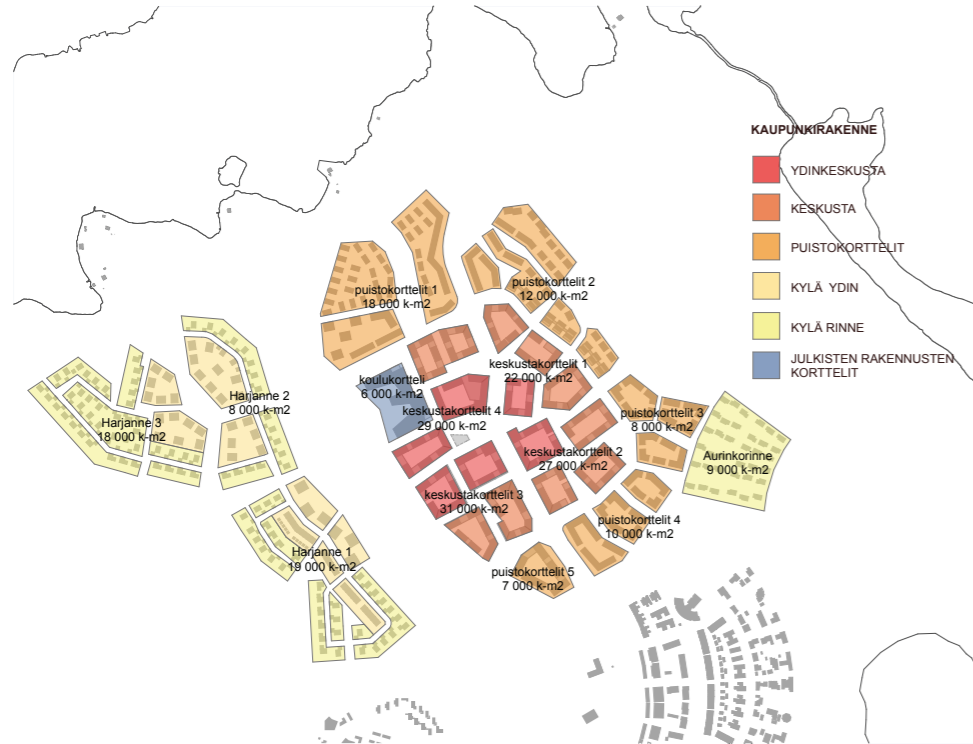 KAUPUNKIRAKENNE
YDINKESKUSTA
KESKUSTA
PUISTOKORTTELIT
KYLÄ YDIN
KYLÄ RINNE
JULKISTEN RAKENNUSTEN
KORTTELIT
puistokorttelit 1
18 000 k-m2
puistokorttelit 2
12 000 k-m2
koulukortteli
6 000 k-m2
keskustakorttelit 1
22 000 k-m2
keskustakorttelit 4
29 000 k-m2
puistokorttelit 3
8 000 k-m2
Harjanne 2
8 000 k-m2
Harjanne 3
18 000 k-m2
keskustakorttelit 2
27 000 k-m2
Aurinkorinne
9 000 k-m2
keskustakorttelit 3
31 000 k-m2
puistokorttelit 4
10 000 k-m2
Harjanne 1
19 000 k-m2
puistokorttelit 5
7 000 k-m2